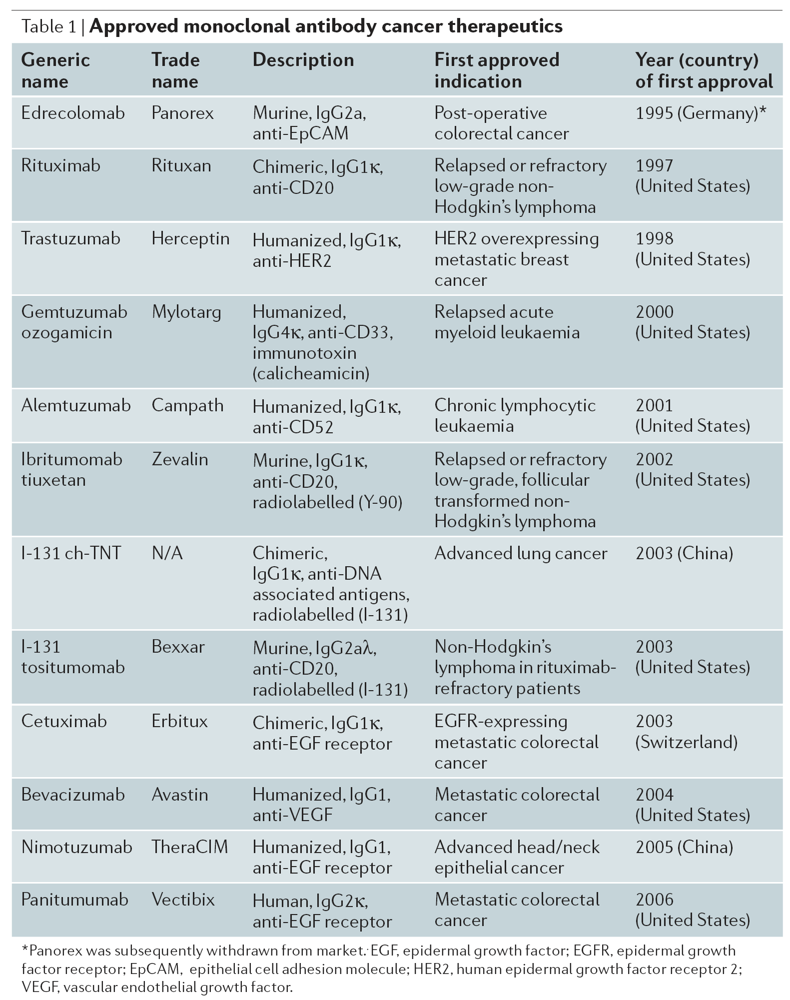 Table 1 | Approved monoclonal antibody cancer therapeutics
Generic name	Trade name	Description	First approved indication	Year (country) of first approval
Edrecolomab	Panorex	Murine, IgG2a, anti-EpCAM	Post-operative colorectal cancer	1995 (Germany)*
Rituximab	Rituxan	Chimeric, IgG1κ, anti-CD20	Relapsed or refractory low-grade non-Hodgkin’s lymphoma	1997 (United States)
Trastuzumab	Herceptin	Humanized, IgG1κ, anti-HER2	HER2 overexpressing metastatic breast cancer	1998 (United States)
Gemtuzumab ozogamicin	Mylotarg	Humanized, IgG4κ, anti-CD33, immunotoxin (calicheamicin)	Relapsed acute myeloid leukaemia	2000 (United States)
Alemtuzumab	Campath	Humanized, IgG1κ, anti-CD52	Chronic lymphocytic leukaemia	2001 (United States)
Ibritumomab tiuxetan	Zevalin	Murine, IgG1κ, anti-CD20, radiolabelled (Y-90)	Relapsed or refractory low-grade, follicular transformed non-Hodgkin’s lymphoma	2002 (United States)
I-131 ch-TNT	N/A	Chimeric, IgG1κ, anti-DNA associated antigens, radiolabelled (I-131)	Advanced lung cancer	2003 (China)
I-131 tositumomab	Bexxar	Murine, IgG2aλ, anti-CD20, radiolabelled (I-131)	Non-Hodgkin’s lymphoma in rituximab-refractory patients	2003 (United States)
Cetuximab	Erbitux	Chimeric, IgG1κ, anti-EGF receptor	EGFR-expressing metastatic colorectal cancer	2003 (Switzerland)
Bevacizumab	Avastin	Humanized, IgG1, anti-VEGF	Metastatic colorectal cancer	2004 (United States)
Nimotuzumab	TheraCIM	Humanized, IgG1, anti-EGF receptor	Advanced head/neck epithelial cancer	2005 (China)
Panitumumab	Vectibix	Human, IgG2κ, anti-EGF receptor	Metastatic colorectal cancer	2006 (United States)
*Panorex was subsequently withdrawn from market. EGF, epidermal growth factor; EGFR, epidermal growth
factor receptor; EpCAM, epithelial cell adhesion molecule; HER2, human epidermal growth factor receptor 2;
VEGF, vascular endothelial growth factor.